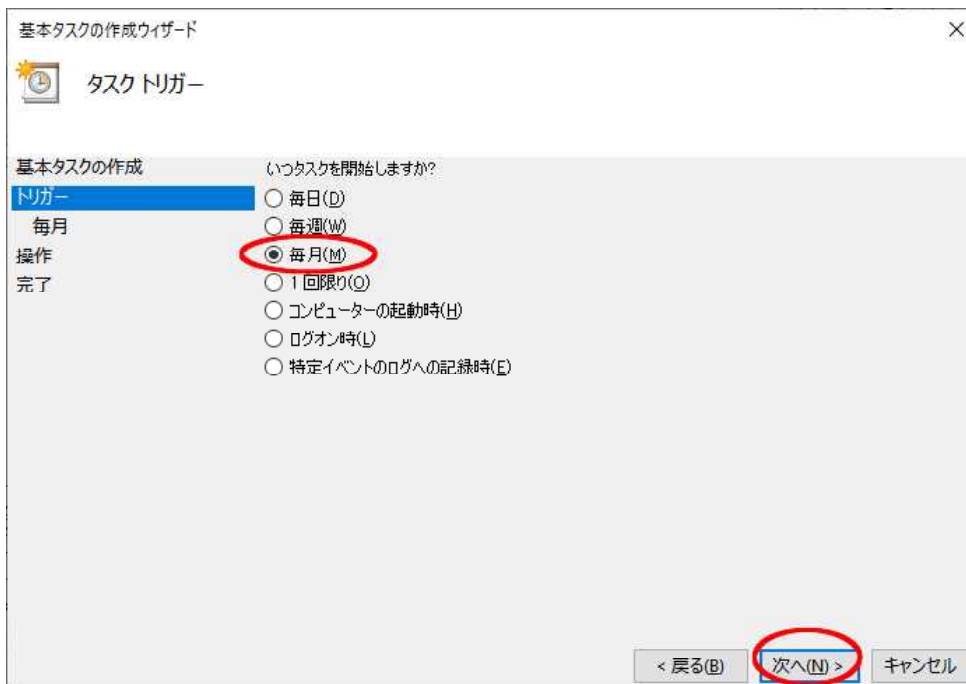 基本タスクの作成ウィザード
タスク トリガー
基本タスクの作成
トリガー
毎月
操作
完了
いつタスクを開始しますか?
毎日(D)
毎週(W)
毎月(M)
1 回限り(O)
コンピューターの起動時(H)
ログオン時(L)
特定イベントのログへの記録時(E)
< 戻る(B)
次へ(N) >
キャンセル